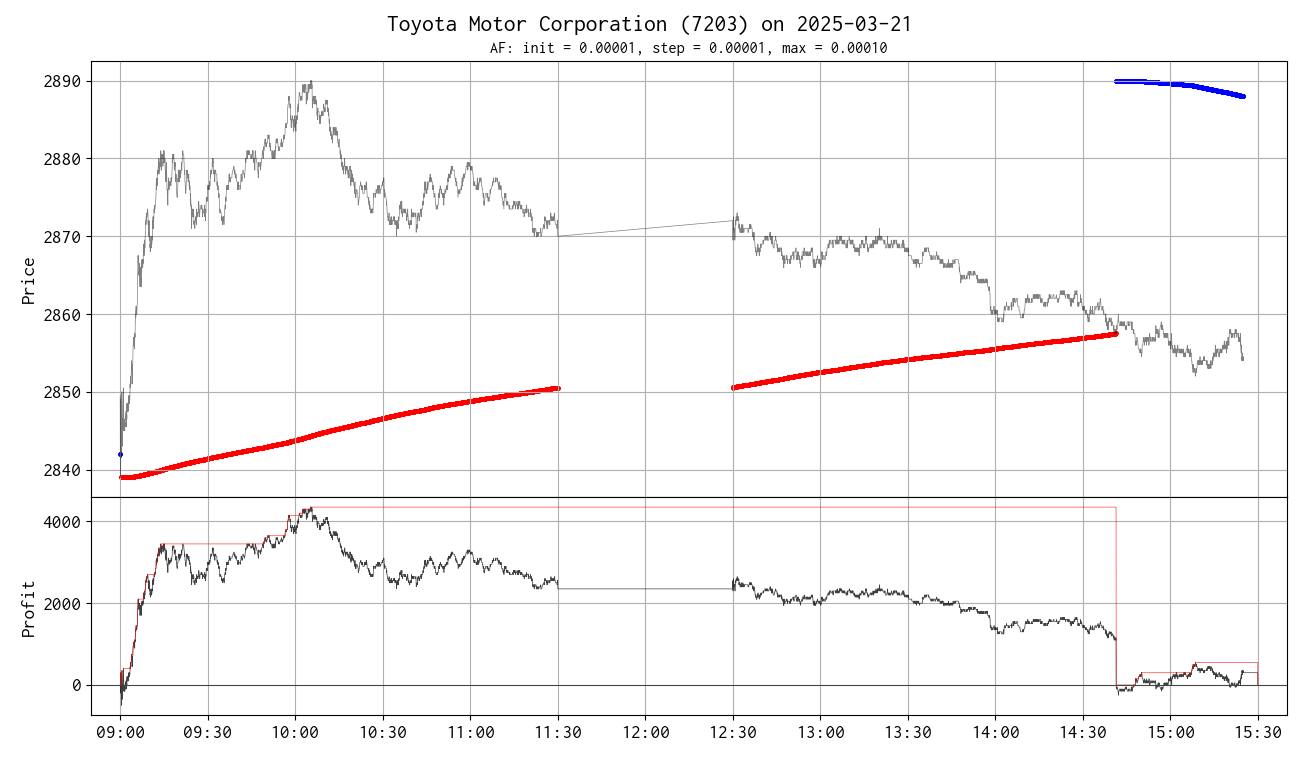 Toyota Motor Corporation (7203) on 2025-03-21
AF: init = 0.00001, step = 0.00001, max = 0.00010
2890
2880
2870
2860
2850
2840
Price
4000
2000
0
Profit
09:00 09:30 10:00 10:30 11:00 11:30 12:00 12:30 13:00 13:30 14:00 14:30 15:00 15:30